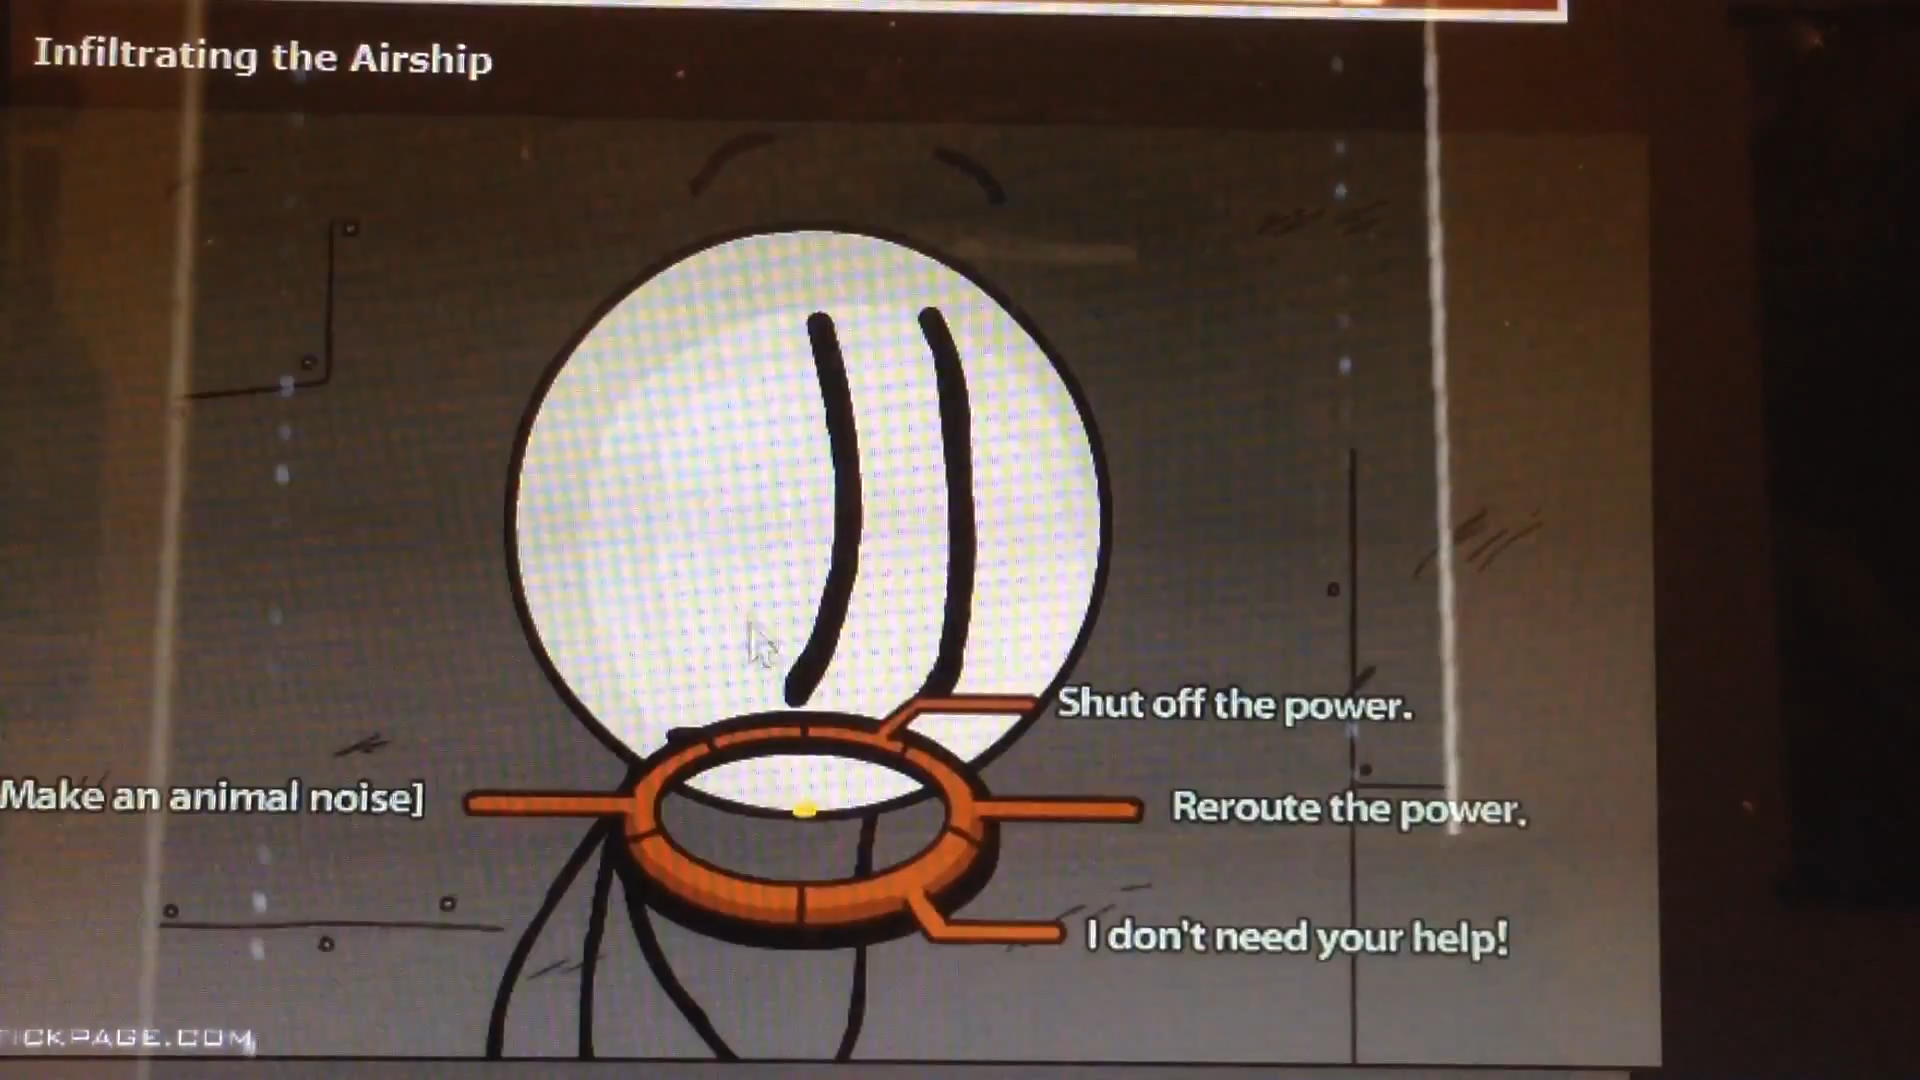 Infiltrating the Airship
Shut off the power.
Make an animal noise]
Reroute the power.
I don't need your help!
ICKPAGE.COM